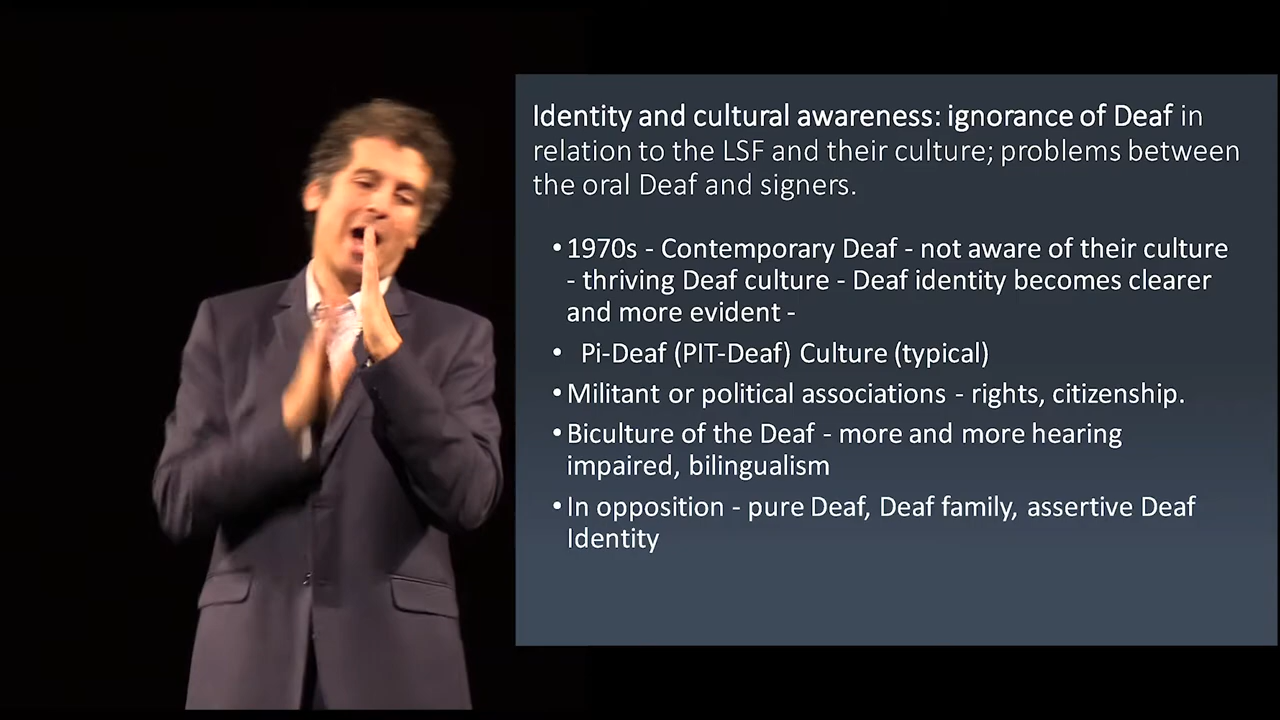 Identity and cultural awareness: ignorance of Deaf in
relation to the LSF and their culture; problems between
the oral Deaf and signers.
•1970s - Contemporary Deaf - not aware of their culture
- thriving Deaf culture - Deaf identity becomes clearer
and more evident -
• Pi-Deaf (PIT-Deaf) Culture (typical)
•Militant or political associations - rights, citizenship.
•Biculture of the Deaf - more and more hearing
impaired, bilingualism
•In opposition - pure Deaf, Deaf family, assertive Deaf
Identity